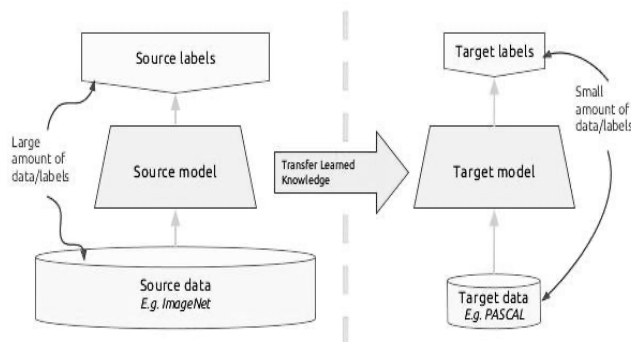 Source labels
Large
amount of
data/labels
Source model
Source data
E.g. ImageNet
Transfer Learned
Knowledge
Target labels
Small
amount of
data/labels
Target model
Target data
E.g. PASCAL